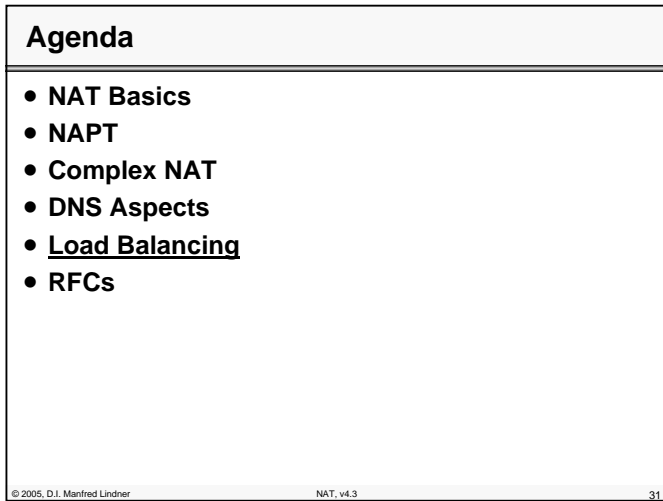 Agenda
• NAT Basics
• NAPT
• Complex NAT
• DNS Aspects
• Load Balancing
• RFCs
© 2005, D.I. Manfred Lindner NAT, v4.3 31